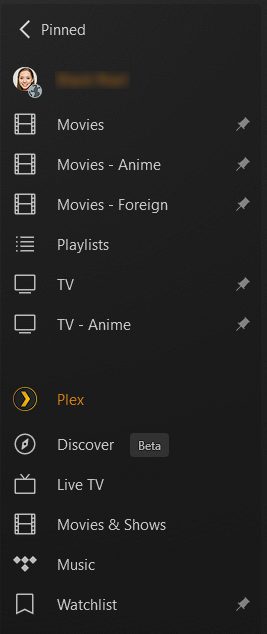 Pinned
Movies
Movies - Anime
Movies - Foreign
Playlists
TV
TV - Anime
Plex
Discover Beta
Live TV
Movies & Shows
Music
Watchlist